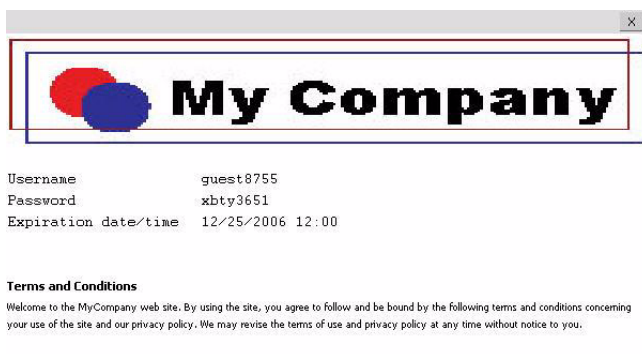 X
My Company
Username guest8755
Password xbty3651
Expiration date/time 12/25/2006 12:00
Terms and Conditions
Welcome to the MyCompany web site. By using the site, you agree to follow and be bound by the following terms and conditions concerning
your use of the site and our privacy policy. We may revise the terms of use and privacy policy at any time without notice to you.